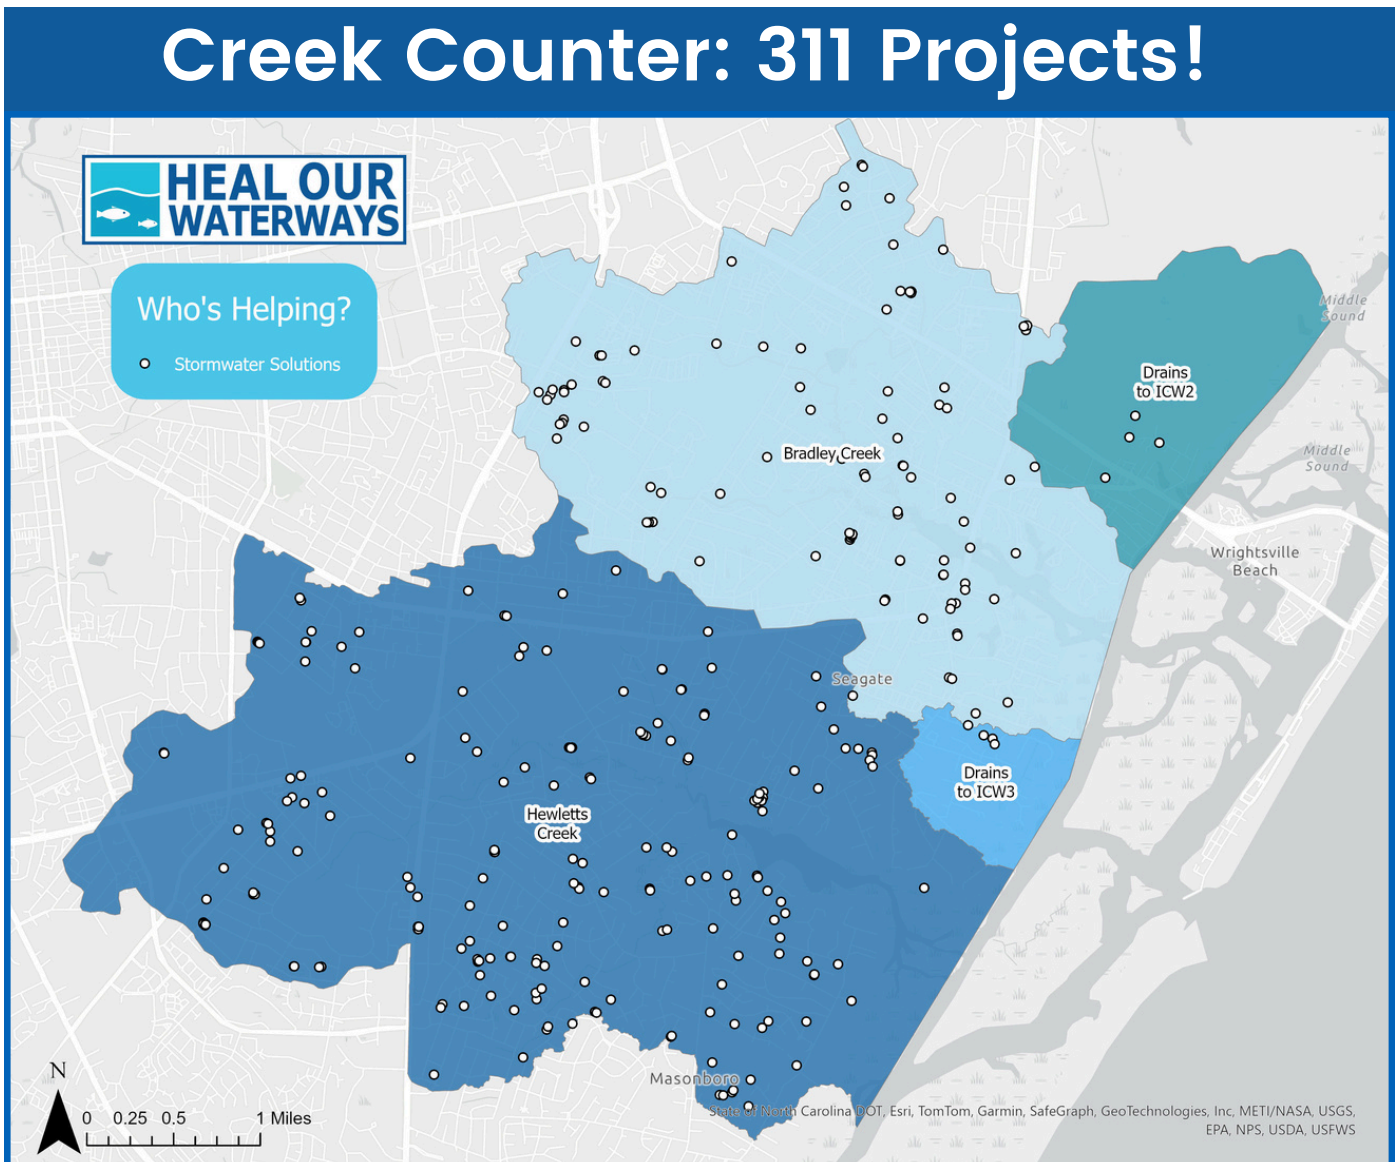 Creek Counter: 311 Projects!
HEAL OUR
WATERWAYS
Who's Helping?
Stormwater Solutions
Middle
Sound
Drains
to ICW2
Bradley Creek
Middle
Sound
Wrightsville
Beach
Seagate
Drains
to ICW3
Hewletts
Creek
Masonboro
N
0 0.25 0.5 1 Miles
State of North Carolina DOT, Esri, TomTom, Garmin, SafeGraph, GeoTechnologies, Inc, METI/NASA, USGS,
EPA, NPS, USDA, USFWS